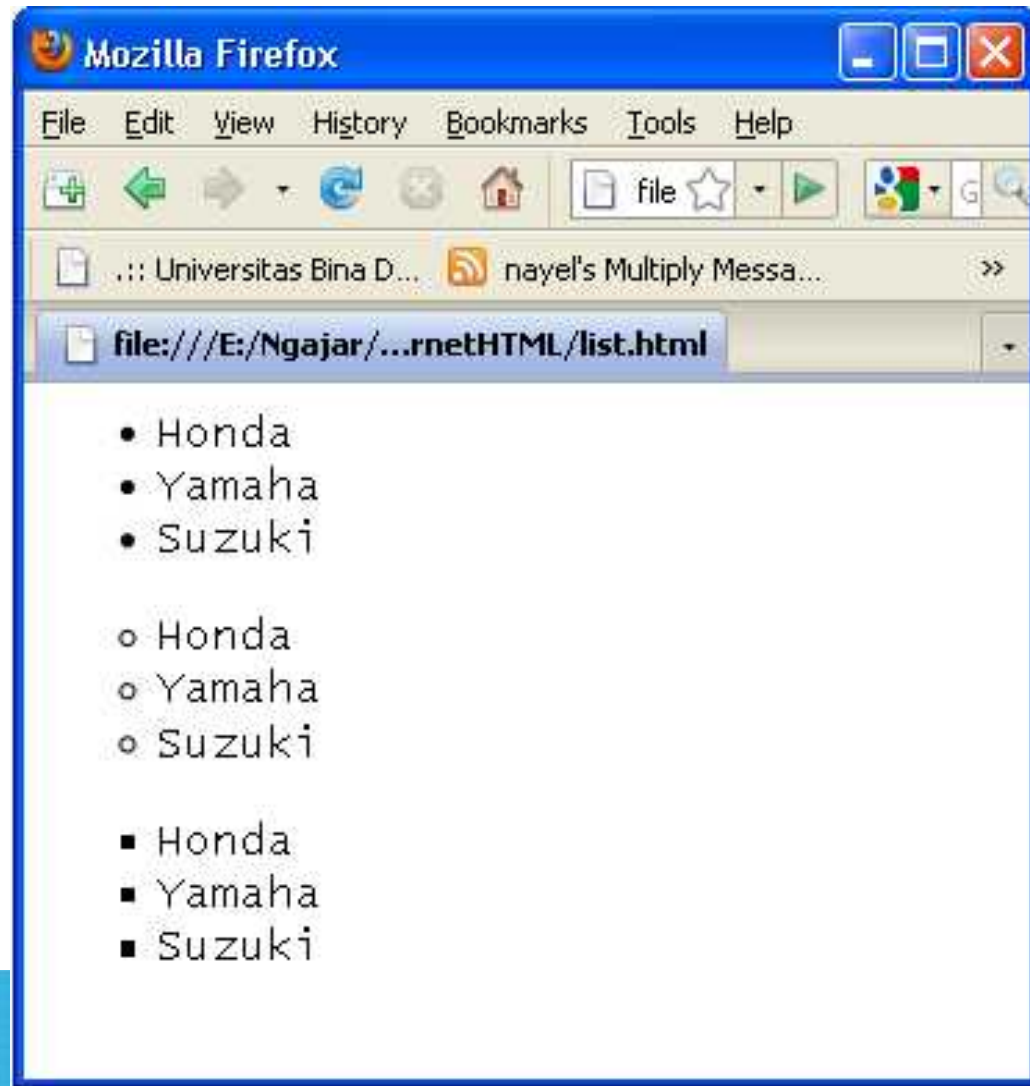 Mozilla Firefox
File Edit View History Bookmarks Tools Help
file G
.:: Universitas Bina D... nayel's Multiply Messa... »
file:///E:/Ngajar/...rnetHTML/list.html
• Honda
• Yamaha
• Suzuki
○ Honda
○ Yamaha
○ Suzuki
▪ Honda
▪ Yamaha
▪ Suzuki